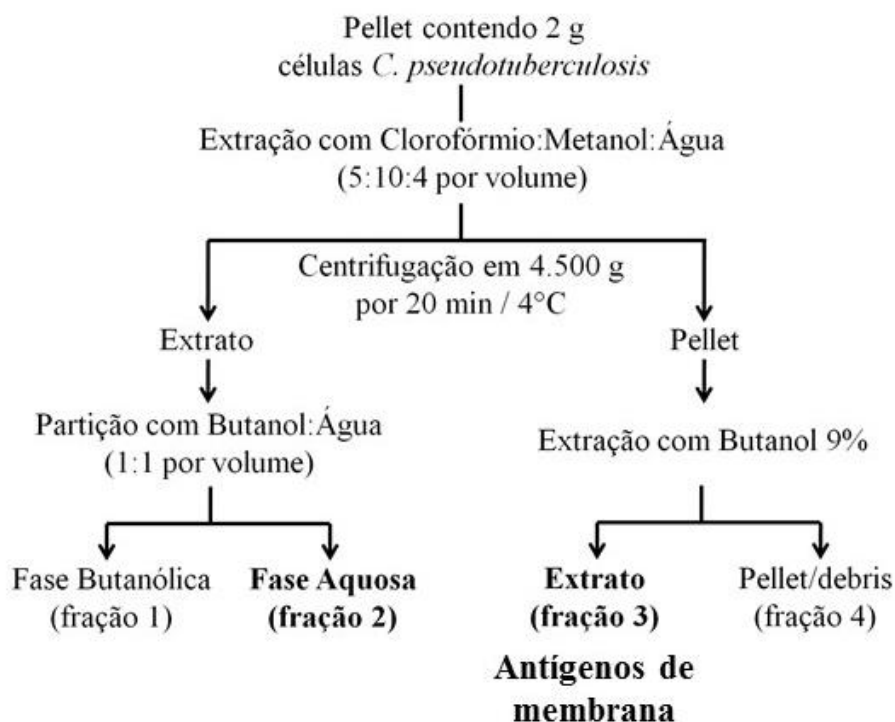 Pellet contendo 2 g
células C. pseudotuberculosis
Extração com Clorofórmio:Metanol:Água
(5:10:4 por volume)
Centrifugação em 4.500 g
por 20 min / 4°C
Extrato
Pellet
Partição com Butanol:Água
(1:1 por volume)
Extração com Butanol 9%
Fase Butanólica
(fração 1)
Fase Aquosa
(fração 2)
Extrato
(fração 3)
Pellet/debris
(fração 4)
Antígenos de
membrana